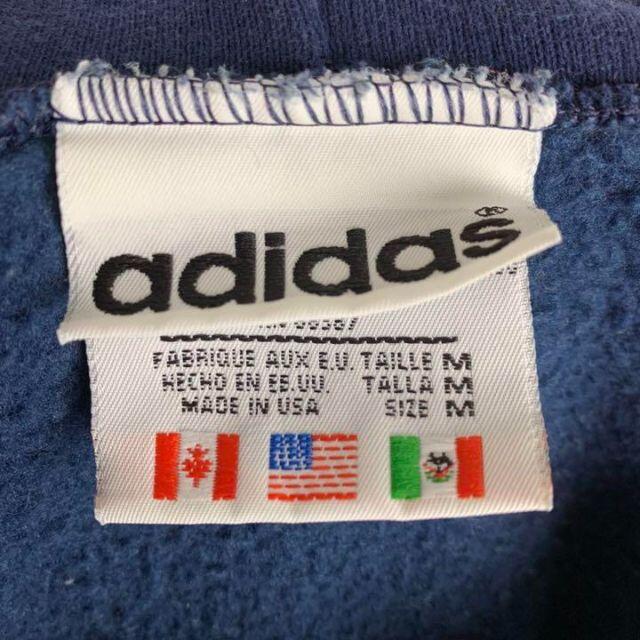 adidas®
FABRIQUE AUX E.U. TAILLE M
HECHO EN EE.UU. TALLA M
MADE IN USA SIZE M